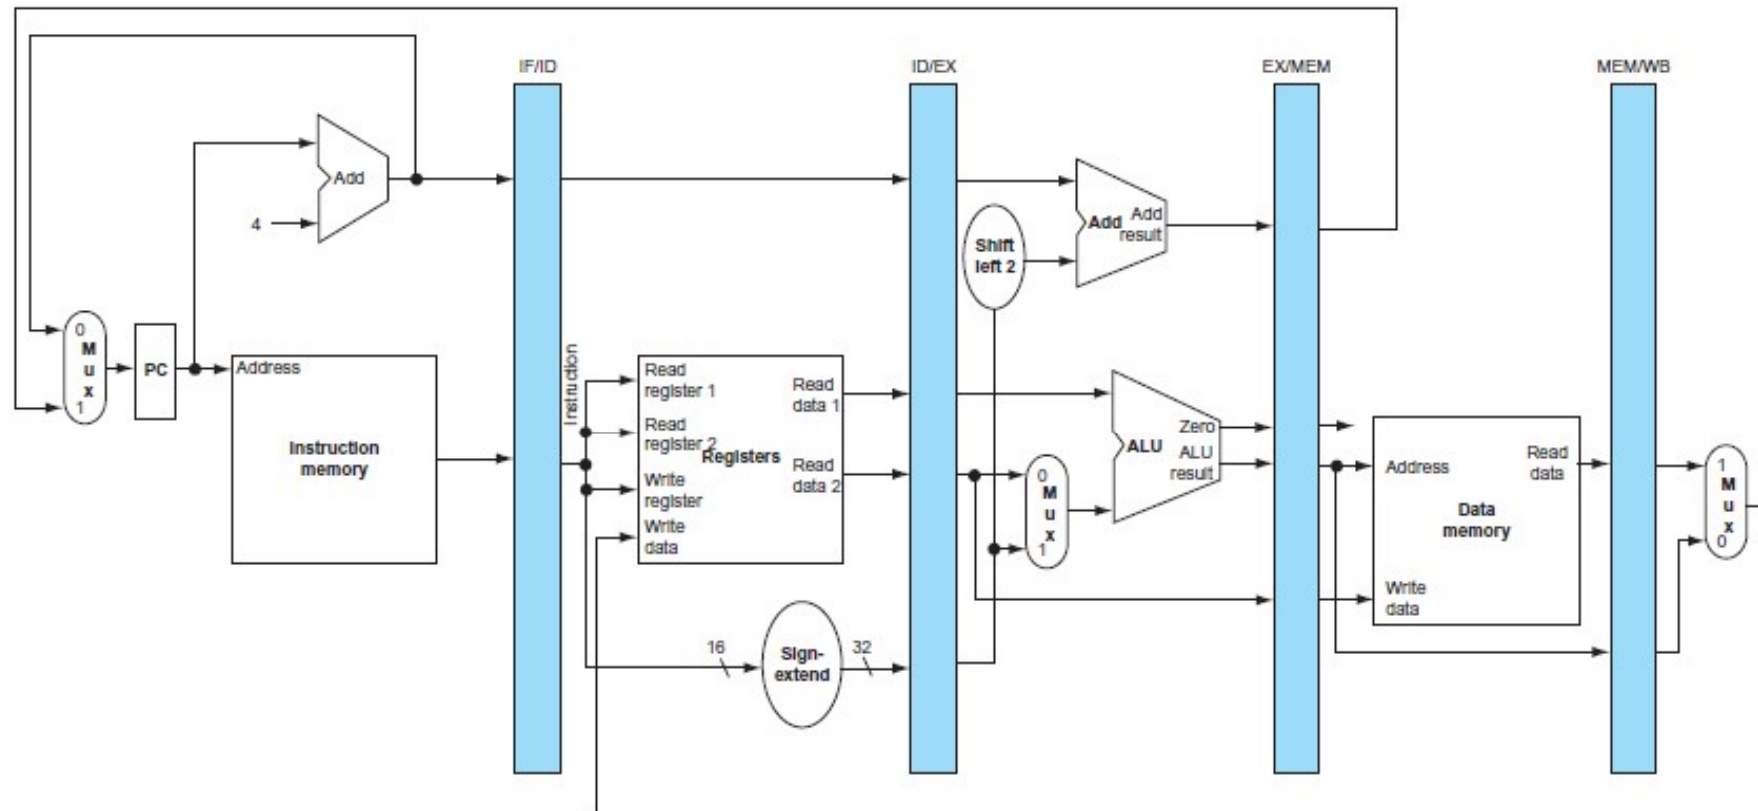 IF/ID
ID/EX
EX/MEM
MEM/WB
Add
4
Add
Add
result
Shift
left 2
0
M
u
x
1
PC
Address
Instruction
memory
Instruction
Read
register 1
Read
register 2
Registers
Write
register
Write
data
Read
data 1
Read
data 2
16
Sign-
extend
32
0
M
u
x
1
Zero
ALU
ALU
result
Address
Read
data
Data
memory
Write
data
1
M
u
x
0